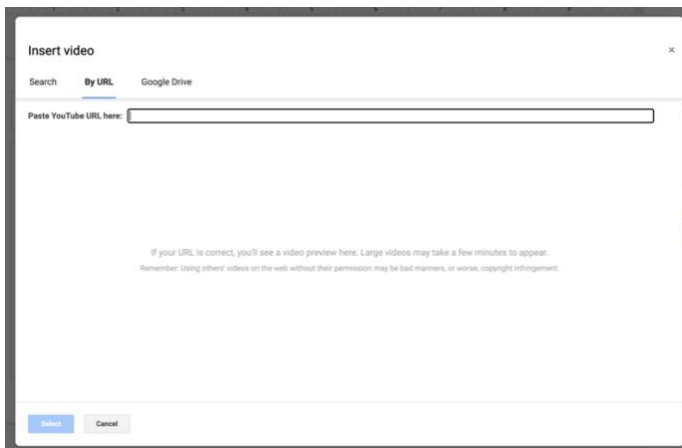 Insert video
×
Search By URL Google Drive
Paste YouTube URL here:
If your URL is correct, you'll see a video preview here. Large videos may take a few minutes to appear.
Remember: Using others' videos on the web without their permission may be bad manners, or worse, copyright infringement.
Select Cancel